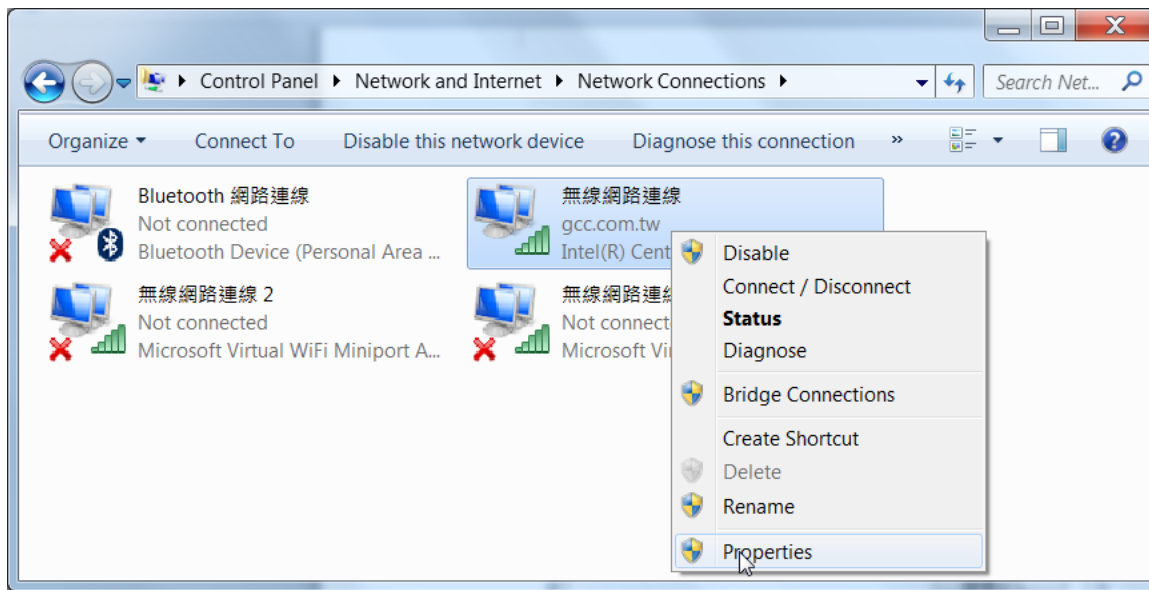 Control Panel Network and Internet Network Connections Search Net...
Organize Connect To Disable this network device Diagnose this connection »
Bluetooth 網路連線
Not connected
Bluetooth Device (Personal Area ...
無線網路連線
gcc.com.tw
Intel(R) Cent
無線網路連線 2
Not connected
Microsoft Virtual WiFi Miniport A...
無線網路連
Not connect
Microsoft Vi
Disable
Connect / Disconnect
Status
Diagnose
Bridge Connections
Create Shortcut
Delete
Rename
Properties